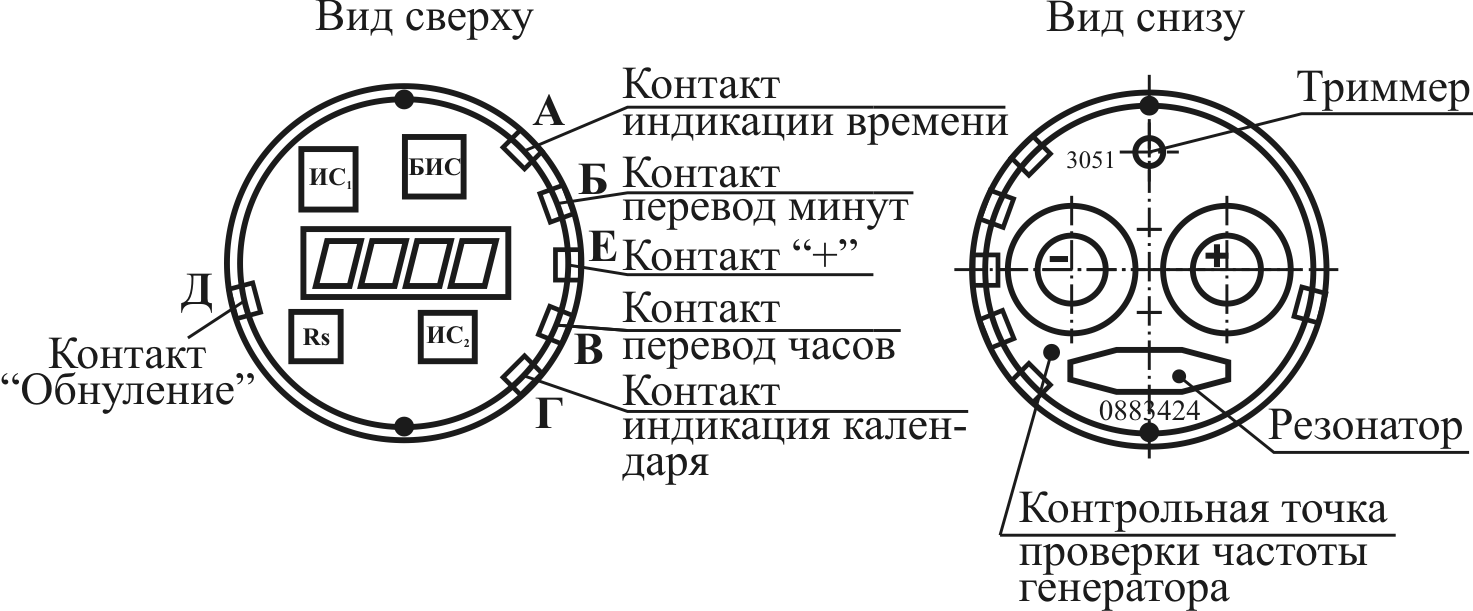 Вид сверху
Вид снизу
А
Контакт
индикации времени
Б
Контакт
перевод минут
Е
Контакт “+”
Контакт
перевод часов
В
Контакт
индикация кален-
даря
Г
Д
Контакт
“Обнуление”
ИС1
БИС
Rs
ИС2
Триммер
3051
-
+
0883424
Резонатор
Контрольная точка
проверки частоты
генератора